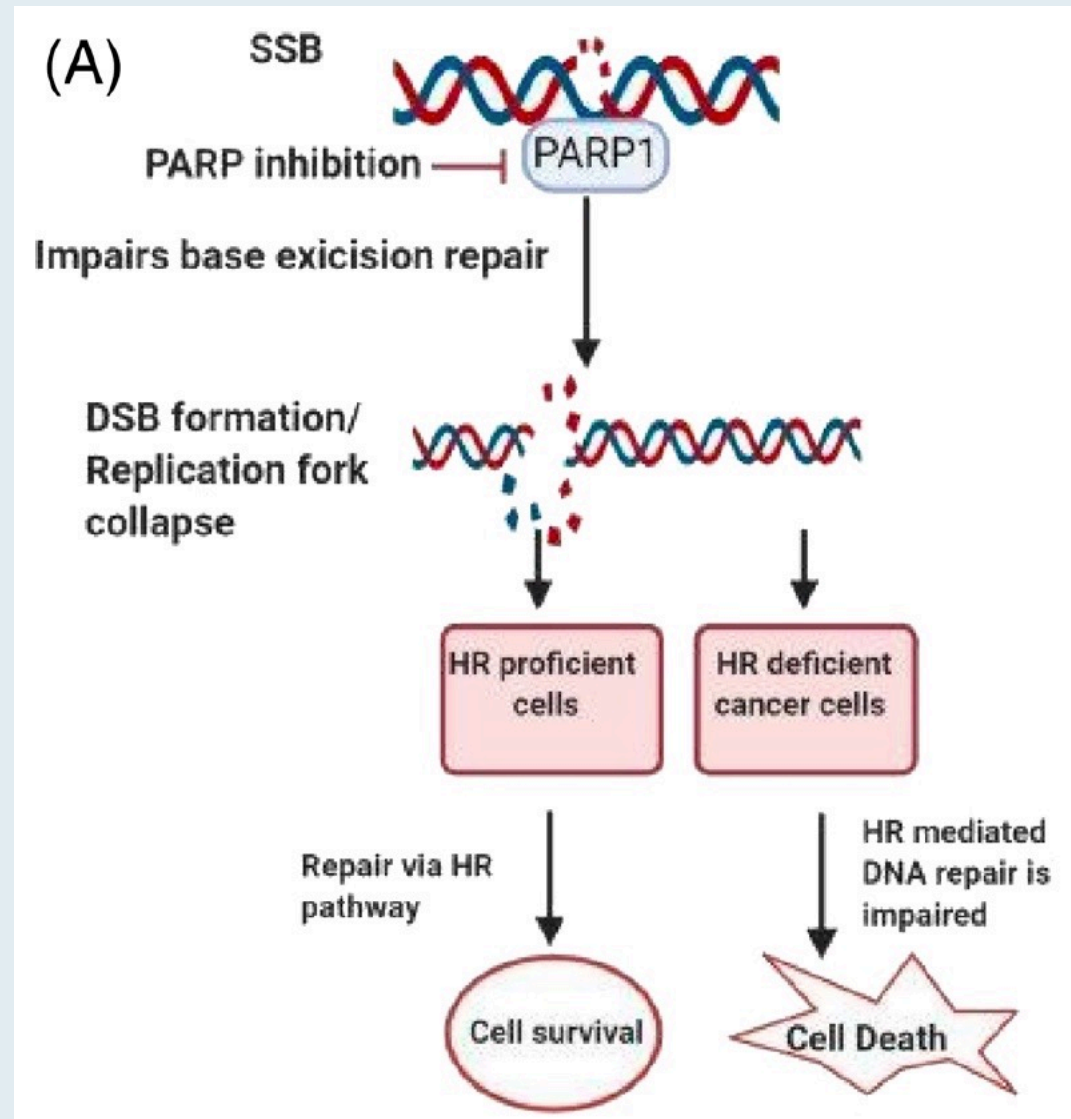 (A)
SSB
PARP inhibition
PARP1
Impairs base exicision repair
DSB formation/
Replication fork
collapse
HR proficient
cells
HR deficient
cancer cells
Repair via HR
pathway
HR mediated
DNA repair is
impaired
Cell survival
Cell Death